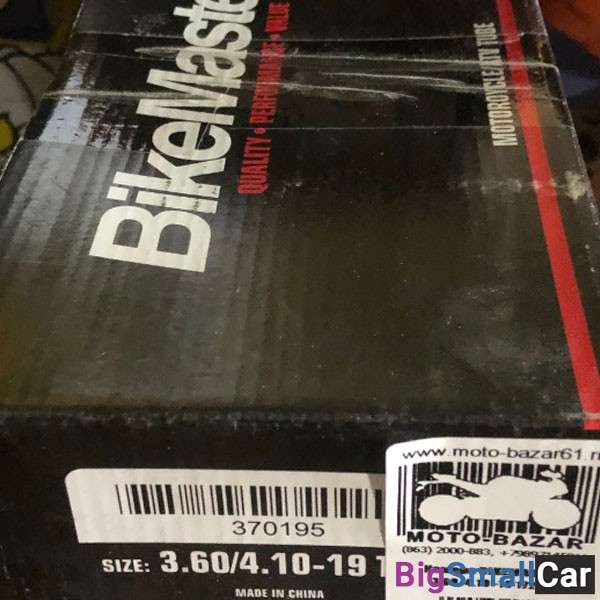 BikeMaste
QUALITY • PERFORMANCE • VALUE
MOTORCYCLE/ATV TUBE
370195
SIZE: 3.60/4.10-19 T
MADE IN CHINA
www.moto-bazar61.r
MOTO-BAZAR
(863) 2000-883,
BigSmallCar